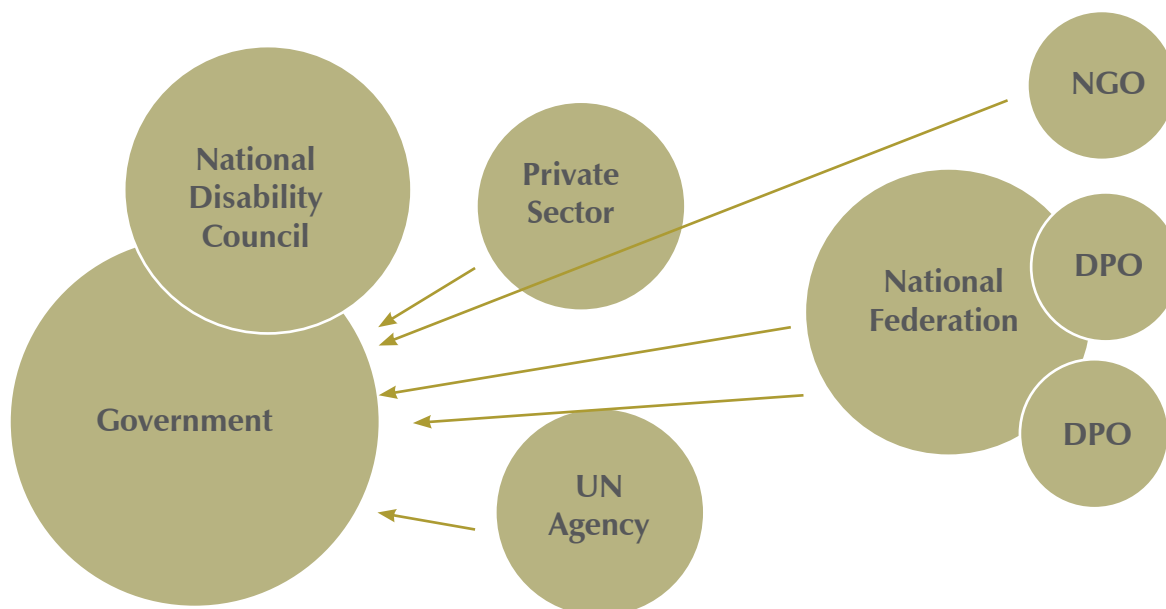 National
Disability
Council
Government
Private
Sector
UN
Agency
NGO
National
Federation
DPO
DPO